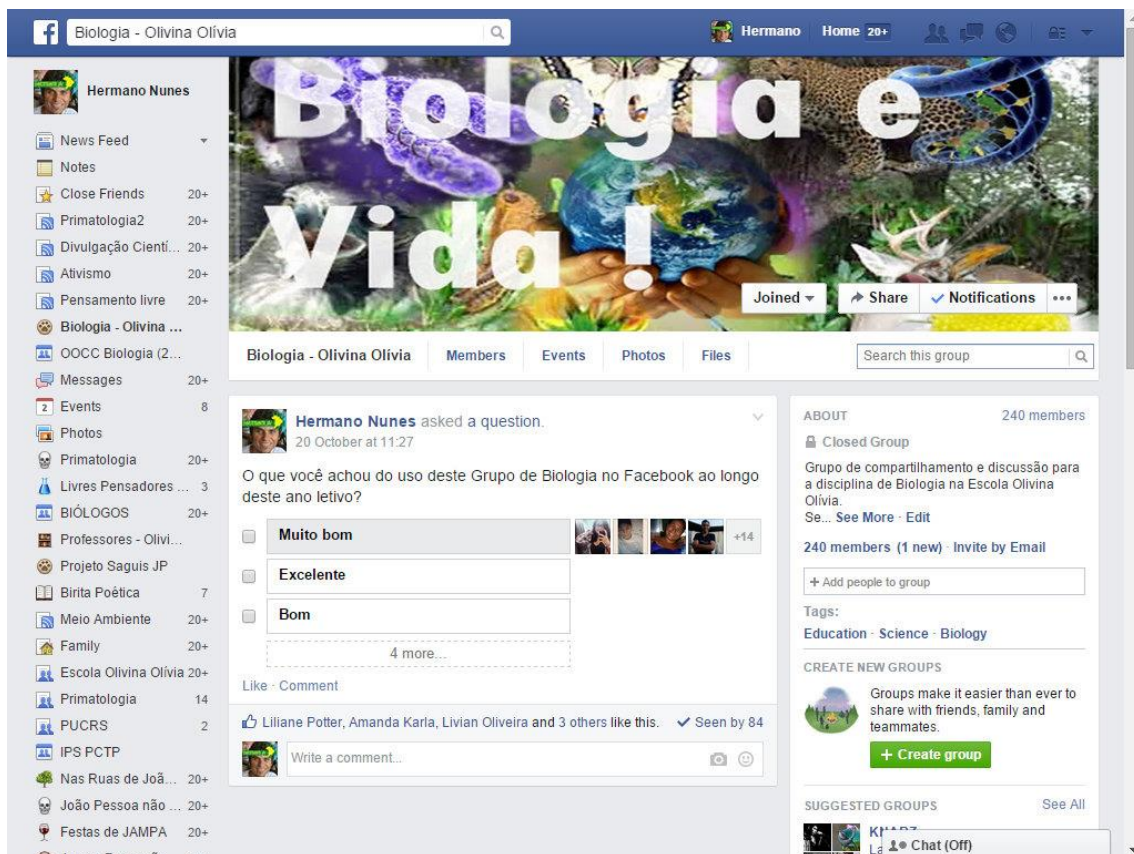 Biologia - Olivina Olívia
Hermano Home 20+
Hermano Nunes
News Feed
Notes
Close Friends 20+
Primatologia2 20+
Divulgação Cientí... 20+
Ativismo 20+
Pensamento livre 20+
Biologia - Olivina ...
OOCC Biologia (2...
Messages 20+
2 Events 8
Photos
Primatologia 20+
Livres Pensadores ... 3
BIÓLOGOS 20+
Professores - Olivi...
Projeto Saguis JP
Birita Poética 7
Meio Ambiente 20+
Family 20+
Escola Olivina Olívia 20+
Primatologia 14
PUCRS 2
IPS PCTP
Nas Ruas de Joã... 20+
João Pessoa não ... 20+
Festas de JAMPA 20+
Biologia e
Vida !
Joined Share Notifications
Biologia - Olivina Olívia Members Events Photos Files
Search this group
Hermano Nunes asked a question.
20 October at 11:27
O que você achou do uso deste Grupo de Biologia no Facebook ao longo
deste ano letivo?
Muito bom +14
Excelente
Bom
4 more...
Like · Comment
Liliane Potter, Amanda Karla, Livian Oliveira and 3 others like this. Seen by 84
Write a comment...
ABOUT 240 members
Closed Group
Grupo de compartilhamento e discussão para
a disciplina de Biologia na Escola Olivina
Olívia.
Se... See More · Edit
240 members (1 new) · Invite by Email
+ Add people to group
Tags:
Education · Science · Biology
CREATE NEW GROUPS
Groups make it easier than ever to
share with friends, family and
teammates.
+ Create group
SUGGESTED GROUPS See All
Chat (Off)